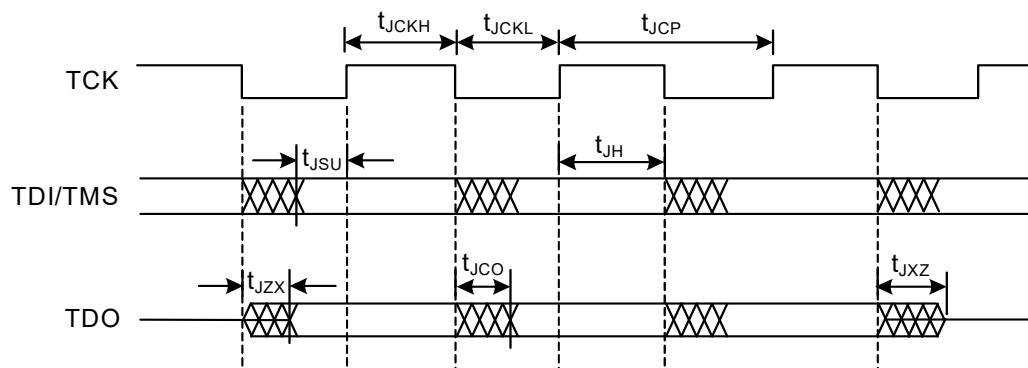 tJCKH tJCKL tJCP
TCK
tJSU tJH
TDI/TMS
tJZX tJCO tJXZ
TDO